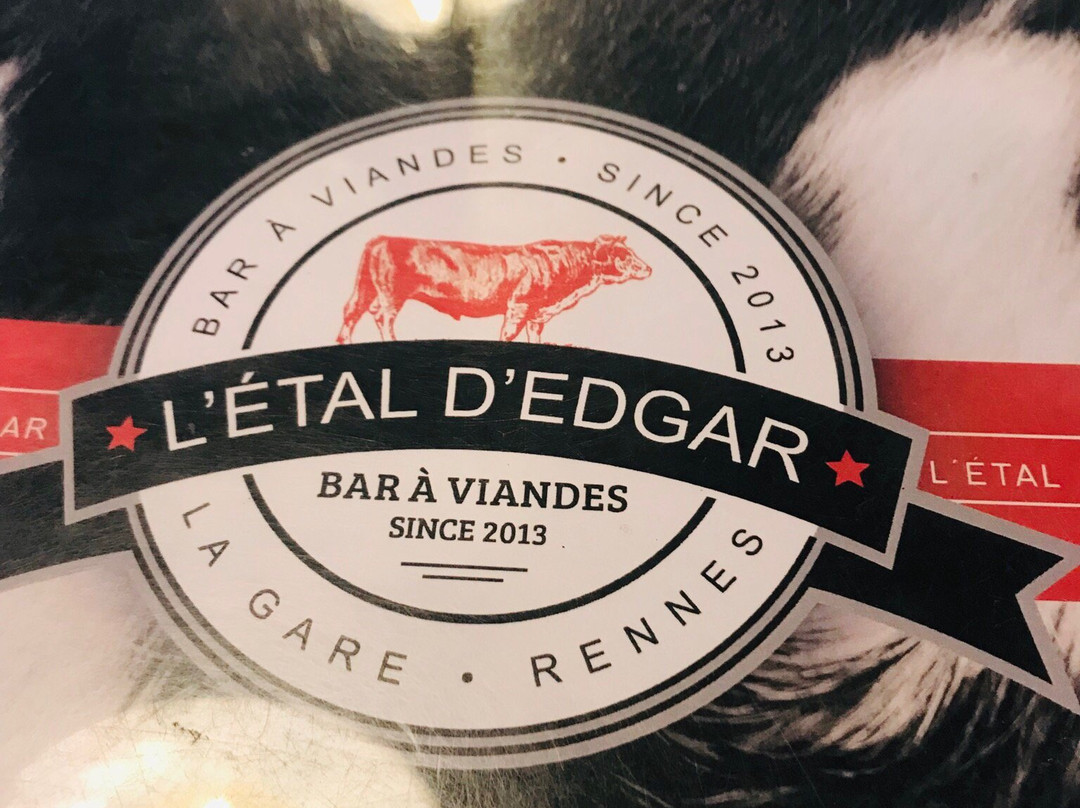 BAR À VIANDES • SINCE 2013
L'ÉTAL D'EDGAR
BAR À VIANDES
SINCE 2013
LA GARE • RENNES
AR
L'ÉTAL